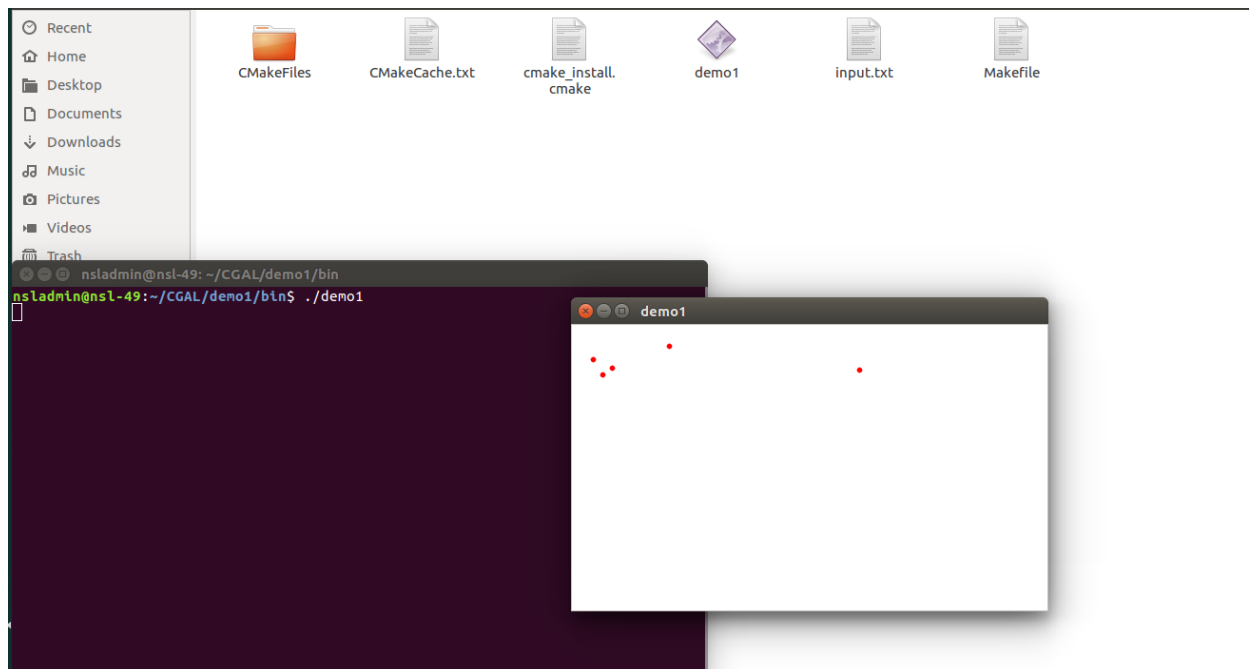 Recent
Home
Desktop
Documents
Downloads
Music
Pictures
Videos
Trash
CMakeFiles
CMakeCache.txt
cmake_install.
cmake
demo1
input.txt
Makefile
nsladmin@nsl-49: ~/CGAL/demo1/bin
nsladmin@nsl-49:~/CGAL/demo1/bin$ ./demo1
demo1